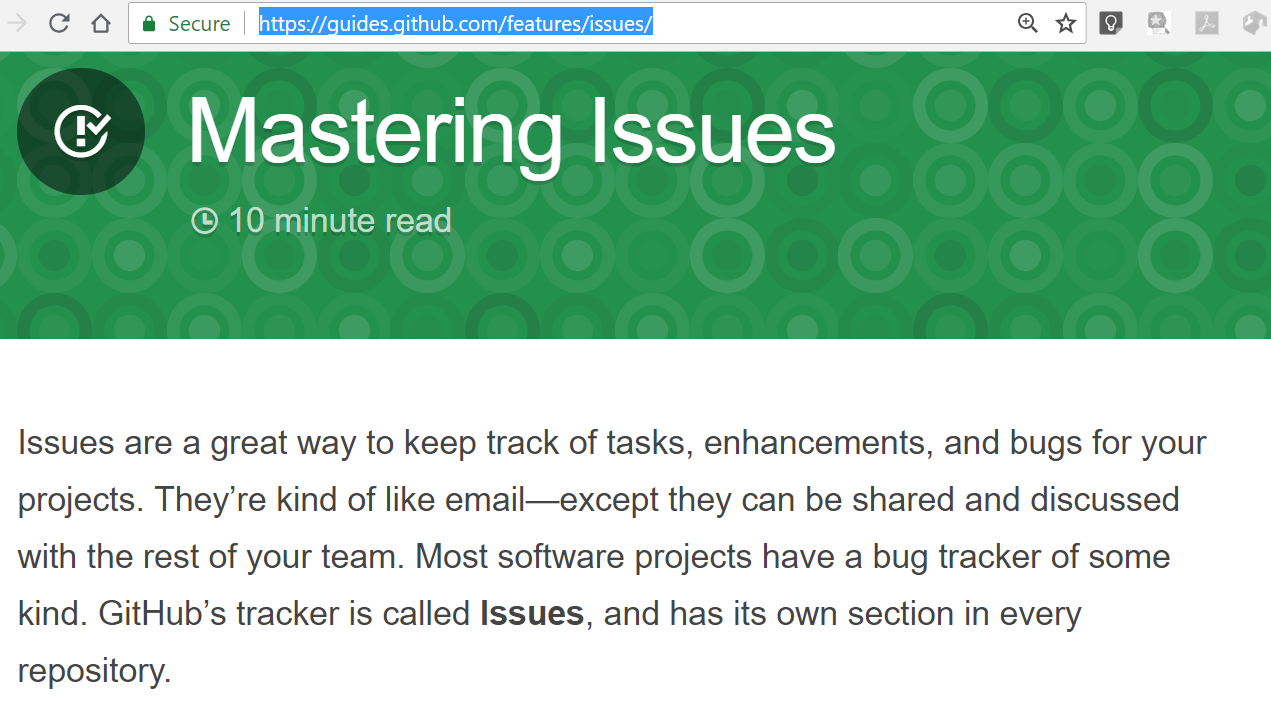 Secure https://guides.github.com/features/issues/
Mastering Issues
10 minute read
Issues are a great way to keep track of tasks, enhancements, and bugs for your
projects. They’re kind of like email—except they can be shared and discussed
with the rest of your team. Most software projects have a bug tracker of some
kind. GitHub’s tracker is called Issues, and has its own section in every
repository.